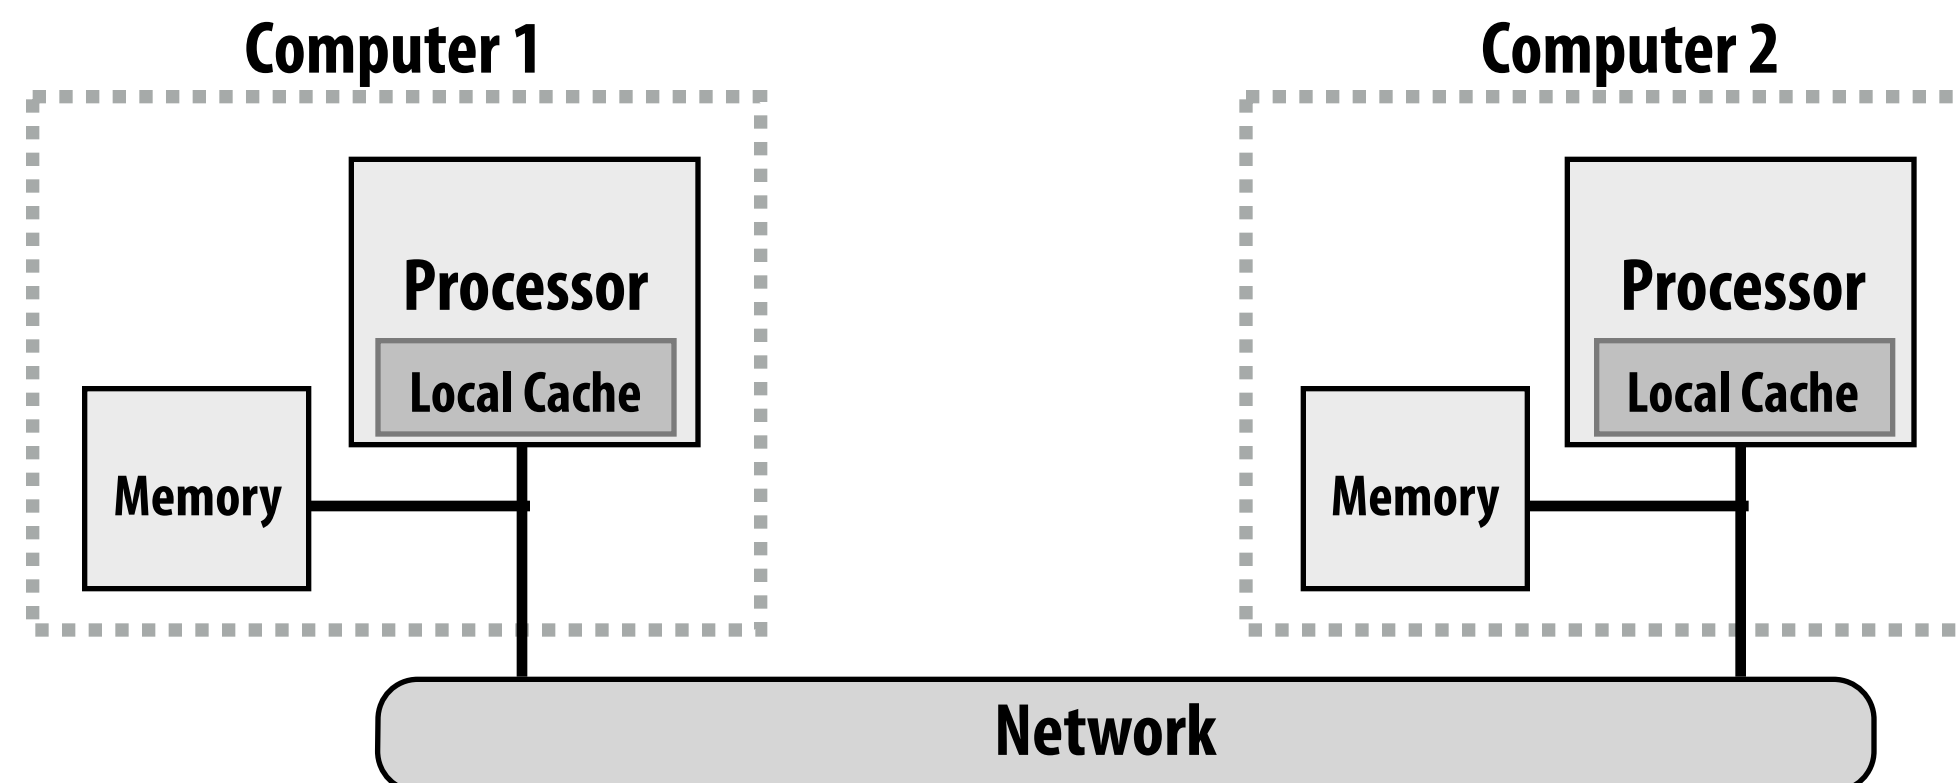 Computer 1
Computer 2
Processor
Local Cache
Memory
Processor
Local Cache
Memory
Network